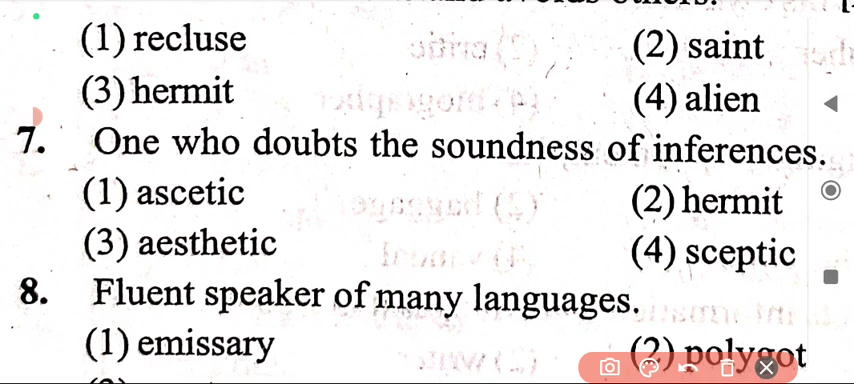 (1) recluse (2) saint
(3) hermit (4) alien
7. One who doubts the soundness of inferences.
(1) ascetic (2) hermit
(3) aesthetic (4) sceptic
8. Fluent speaker of many languages.
(1) emissary (2) polygot